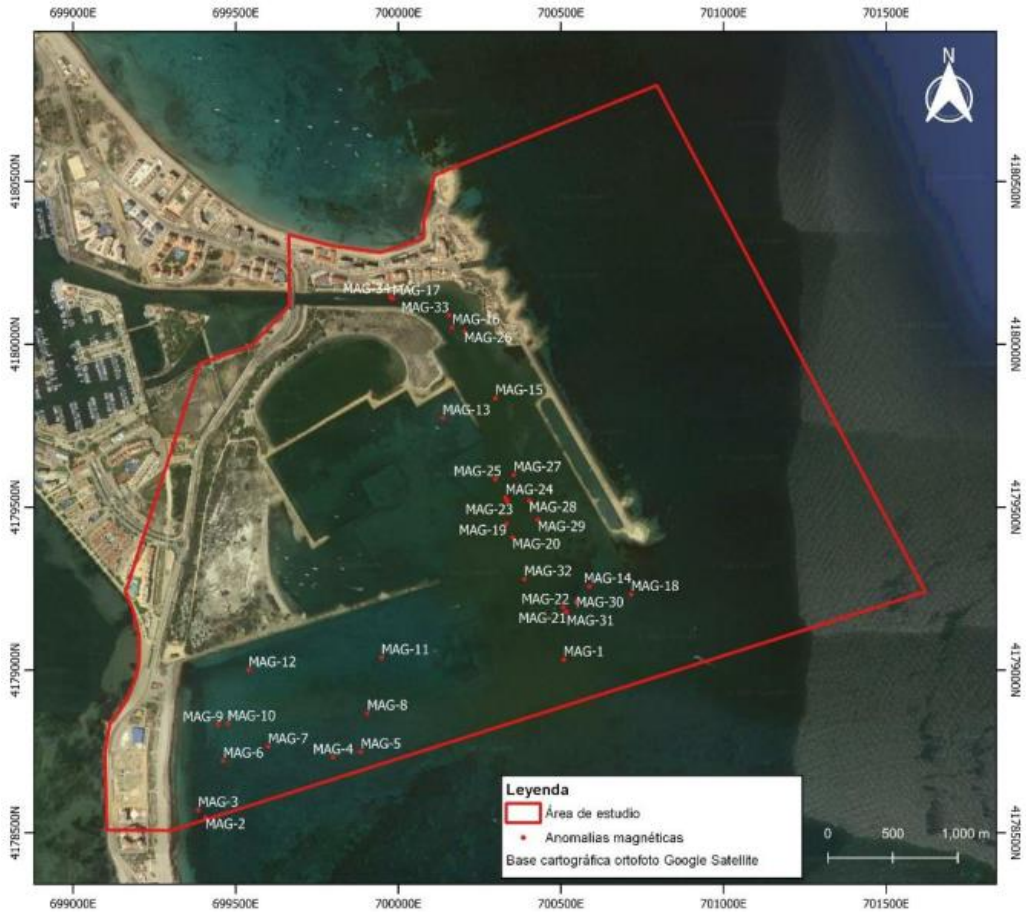 699000E 699500E 700000E 700500E 701000E 701500E
N
4180500N 4180500N
MAG-34 MAG-17
MAG-33
MAG-16
4180000N 4180000N
MAG-26
MAG-15
MAG-13
MAG-27
MAG-25
MAG-24
4179500N 4179500N
MAG-23 MAG-28
MAG-19 MAG-29
MAG-20
MAG-32 MAG-14 MAG-18
MAG-22 MAG-30
MAG-21 MAG-31
MAG-1
MAG-11
4179000N 4179000N
MAG-12
MAG-8
MAG-9 MAG-10
MAG-7 MAG-4 MAG-5
MAG-6
MAG-3
MAG-2
4178500N 4178500N
Leyenda
Área de estudio
Anomalías magnéticas
Base cartográfica ortofoto Google Satellite
0 500 1,000 m
699000E 699500E 700000E 700500E 701000E 701500E